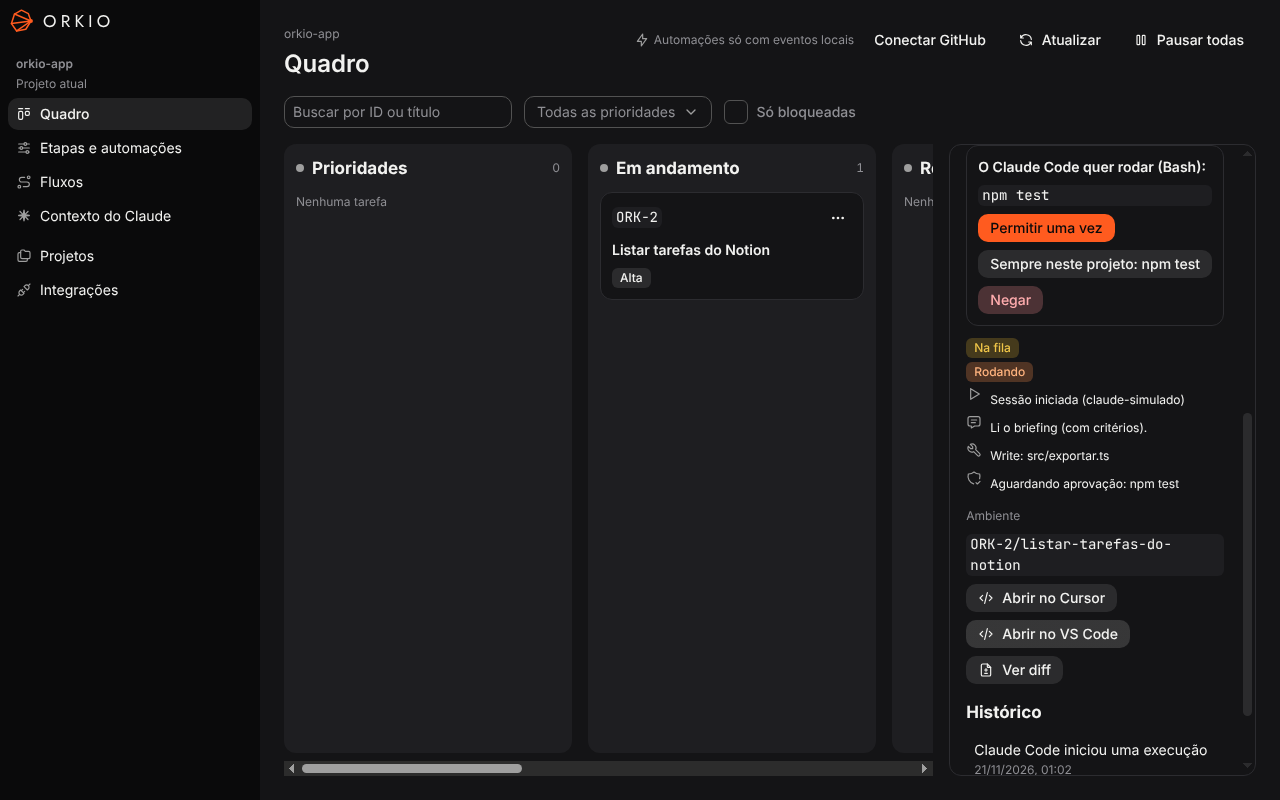 ORKIO
orkio-app
Projeto atual
Quadro
Etapas e automações
Fluxos
Contexto do Claude
Projetos
Integrações
orkio-app
Quadro
Automações só com eventos locais
Conectar GitHub
Atualizar
Pausar todas
Buscar por ID ou título
Todas as prioridades
Só bloqueadas
Prioridades
0
Nenhuma tarefa
Em andamento
1
ORK-2
Listar tarefas do Notion
Alta
Nenh
O Claude Code quer rodar (Bash):
npm test
Permitir uma vez
Sempre neste projeto: npm test
Negar
Na fila
Rodando
Sessão iniciada (claude-simulado)
Li o briefing (com critérios).
Write: src/exportar.ts
Aguardando aprovação: npm test
Ambiente
ORK-2/listar-tarefas-do-
notion
Abrir no Cursor
Abrir no VS Code
Ver diff
Histórico
Claude Code iniciou uma execução
21/11/2026, 01:02